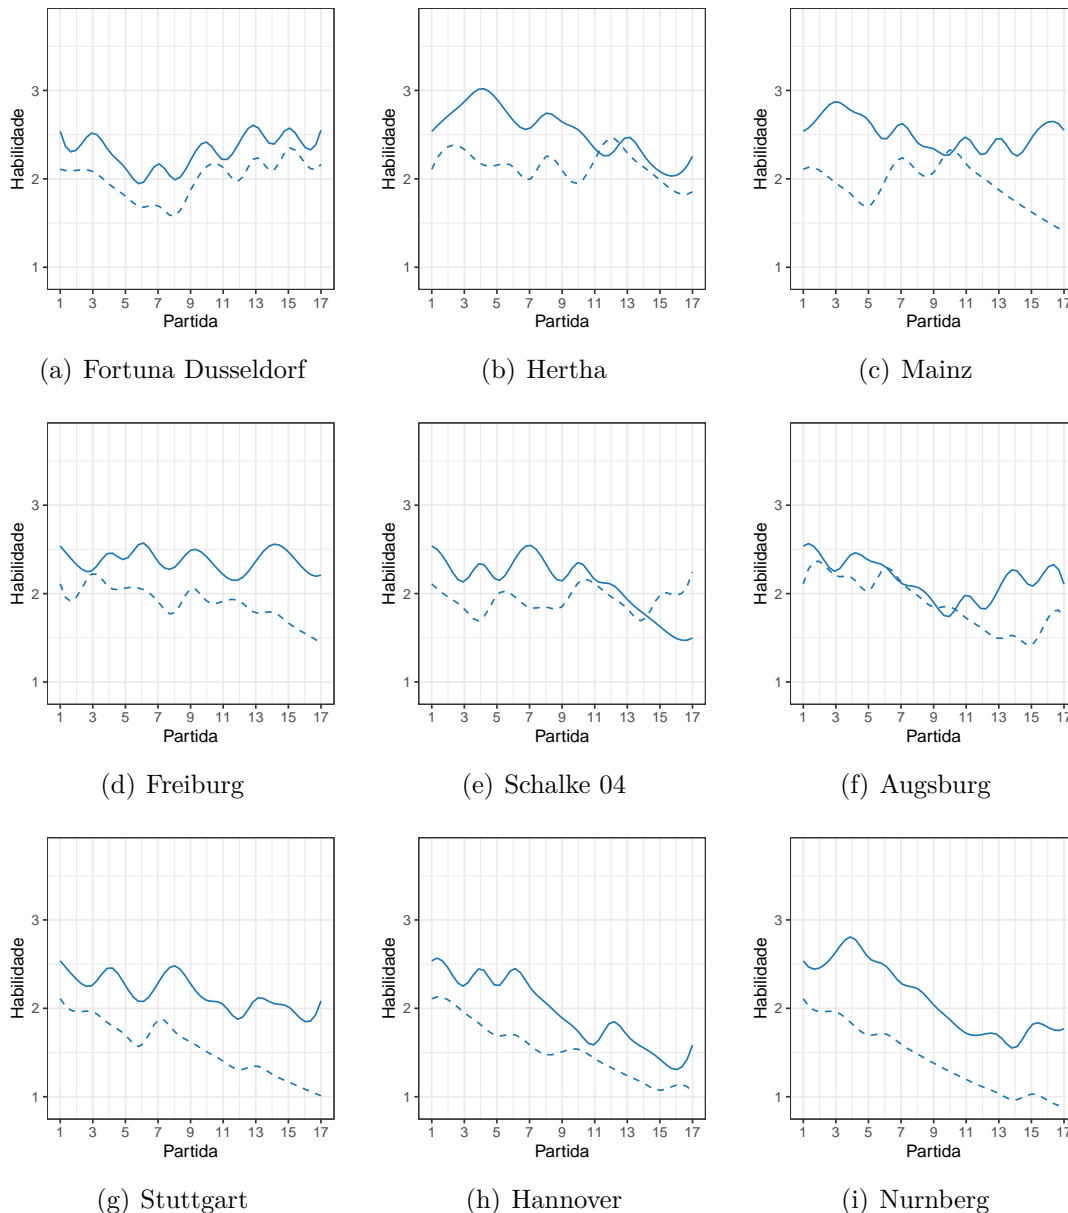 Habilidade
3
2
1
1 3 5 7 9 11 13 15 17
Partida
(a) Fortuna Dusseldorf
Habilidade
3
2
1
1 3 5 7 9 11 13 15 17
Partida
(b) Hertha
Habilidade
3
2
1
1 3 5 7 9 11 13 15 17
Partida
(c) Mainz
Habilidade
3
2
1
1 3 5 7 9 11 13 15 17
Partida
(d) Freiburg
Habilidade
3
2
1
1 3 5 7 9 11 13 15 17
Partida
(e) Schalke 04
Habilidade
3
2
1
1 3 5 7 9 11 13 15 17
Partida
(f) Augsburg
Habilidade
3
2
1
1 3 5 7 9 11 13 15 17
Partida
(g) Stuttgart
Habilidade
3
2
1
1 3 5 7 9 11 13 15 17
Partida
(h) Hannover
Habilidade
3
2
1
1 3 5 7 9 11 13 15 17
Partida
(i) Nurnberg